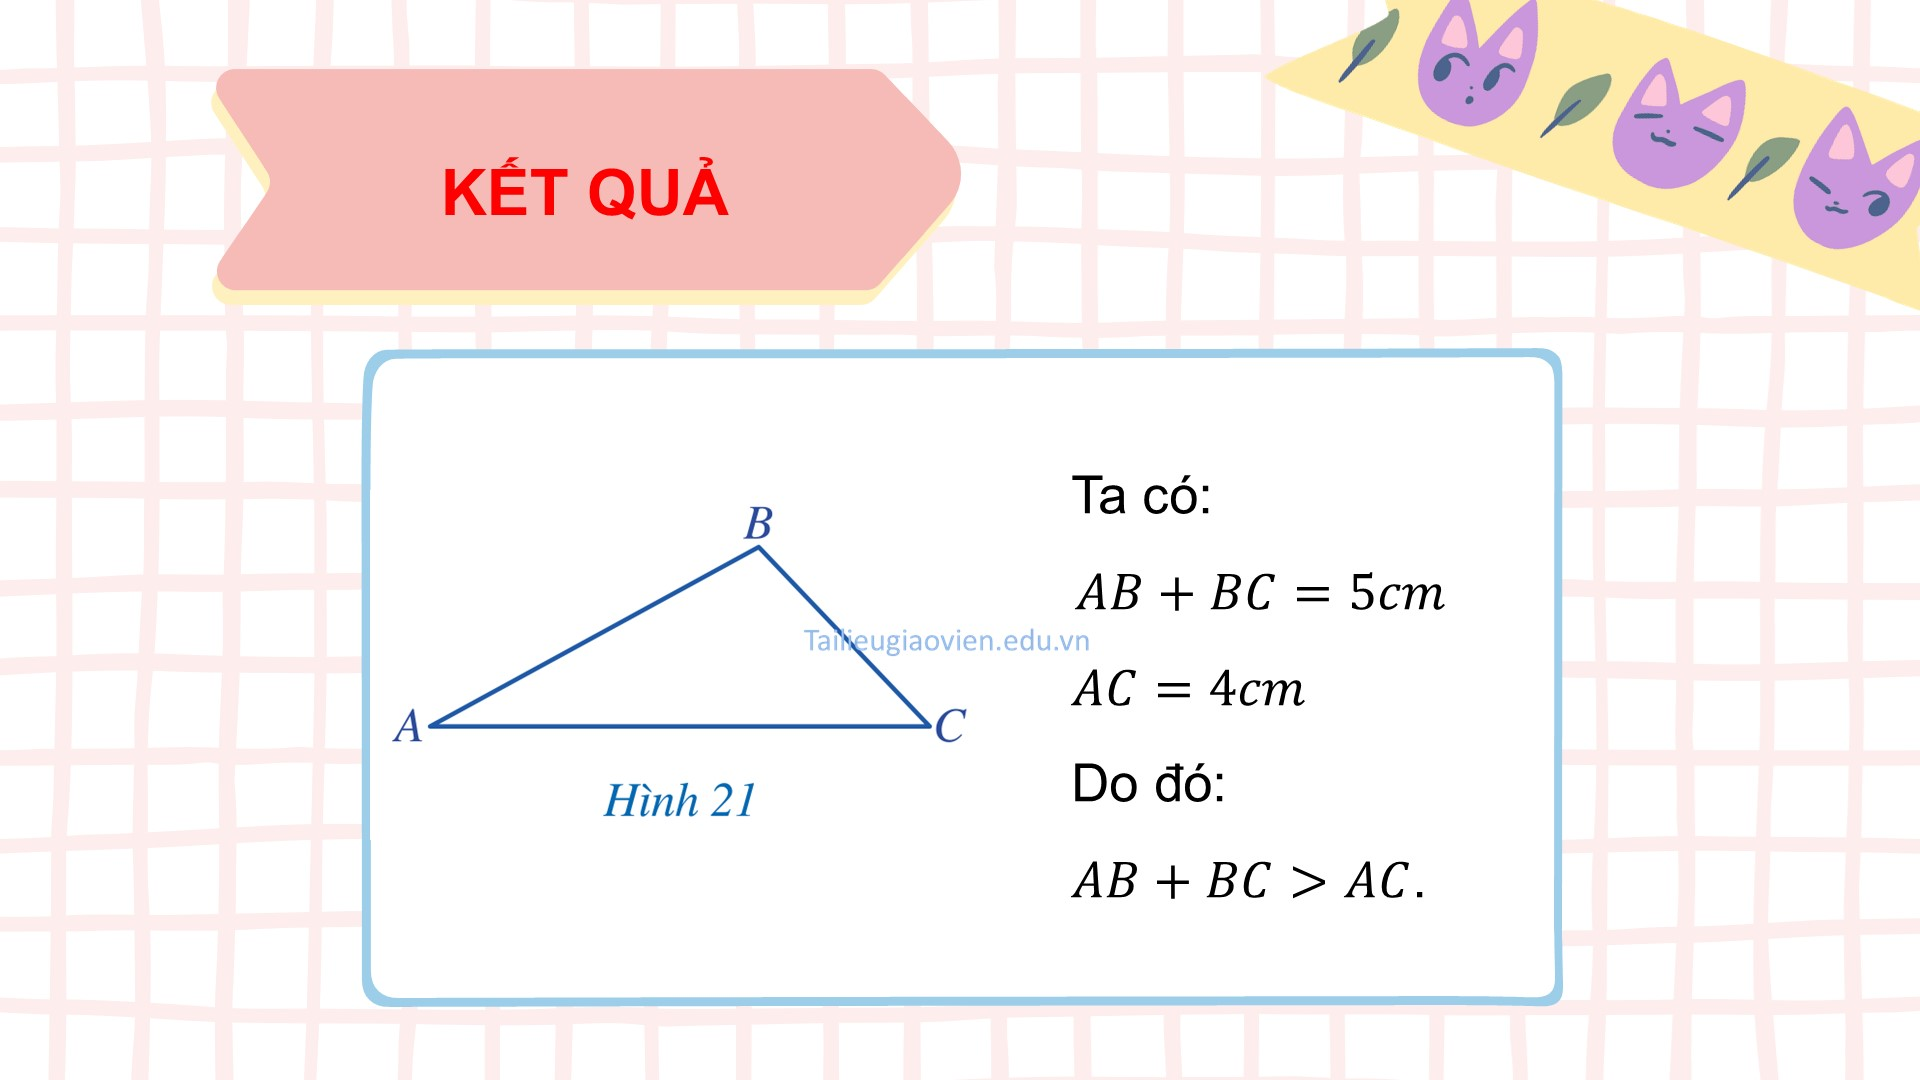 KẾT QUẢ
B
A
C
Hình 21
Tailieugiaovien.edu.vn
Ta có:
AB + BC = 5cm
AC = 4cm
Do đó:
AB + BC > AC.